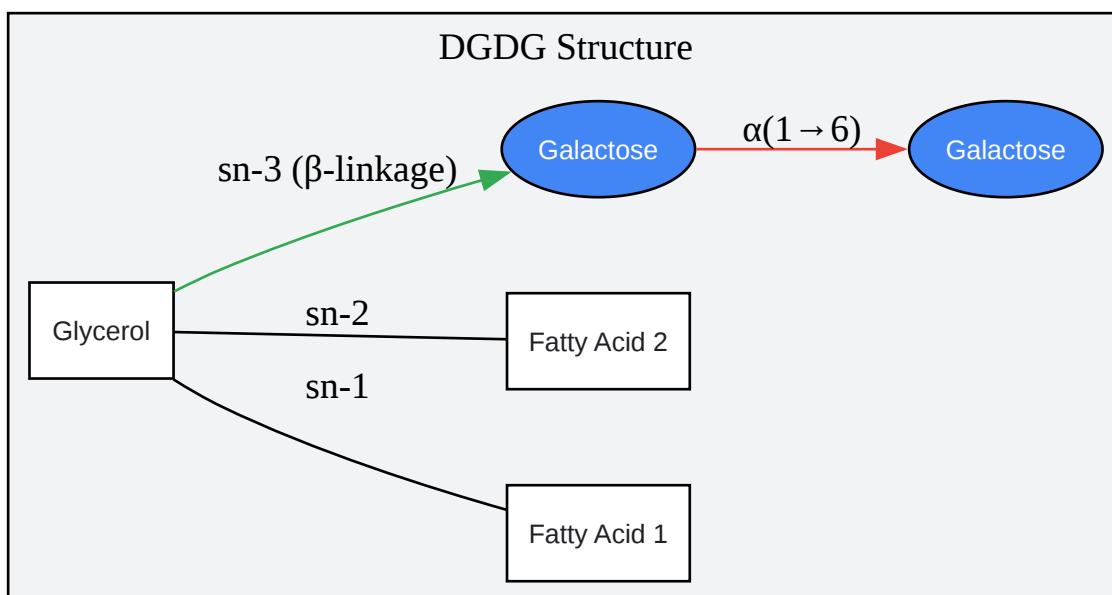 DGDG Structure
Galactose
α(1→6)
Galactose
sn-3 (β-linkage)
Glycerol
sn-2
Fatty Acid 2
sn-1
Fatty Acid 1